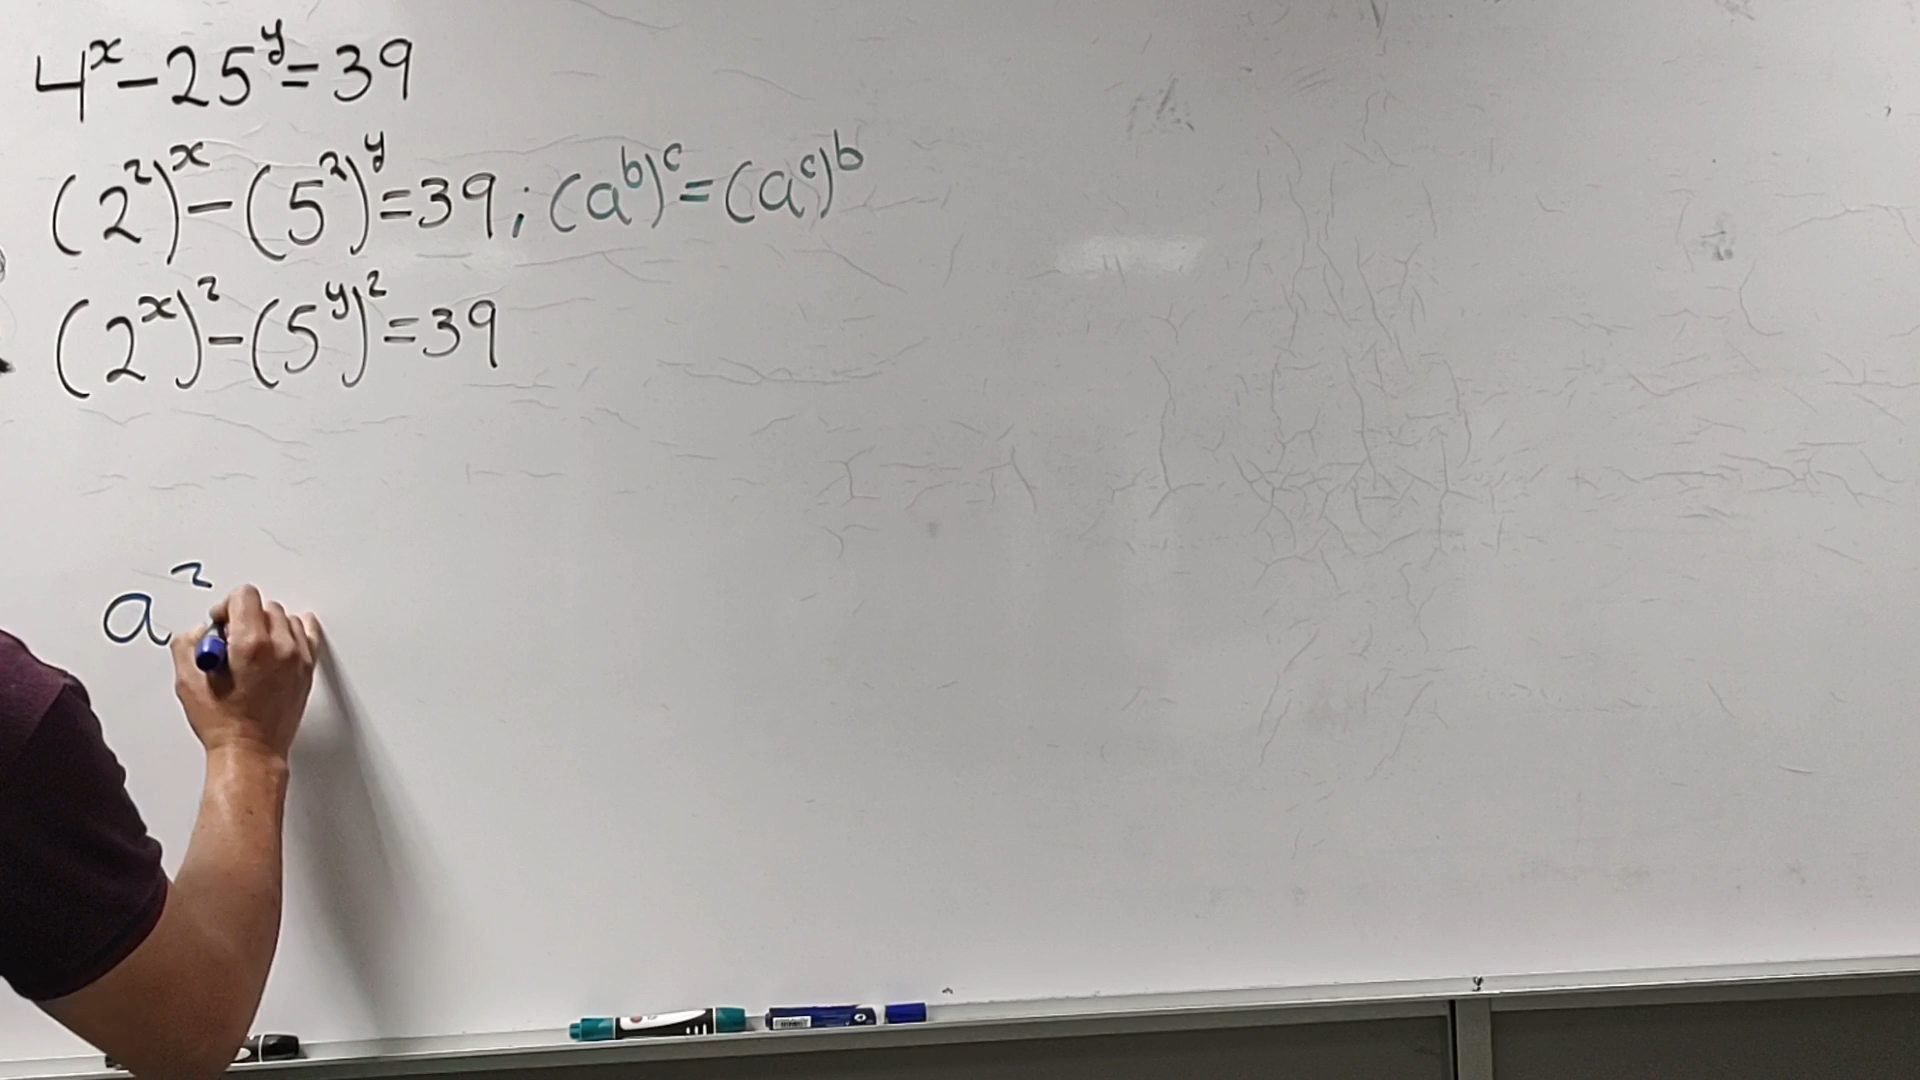 4^x - 25^y = 39
(2^2)^x - (5^2)^y = 39 ; (a^b)^c = (a^c)^b
(2^x)^2 - (5^y)^2 = 39
a^2